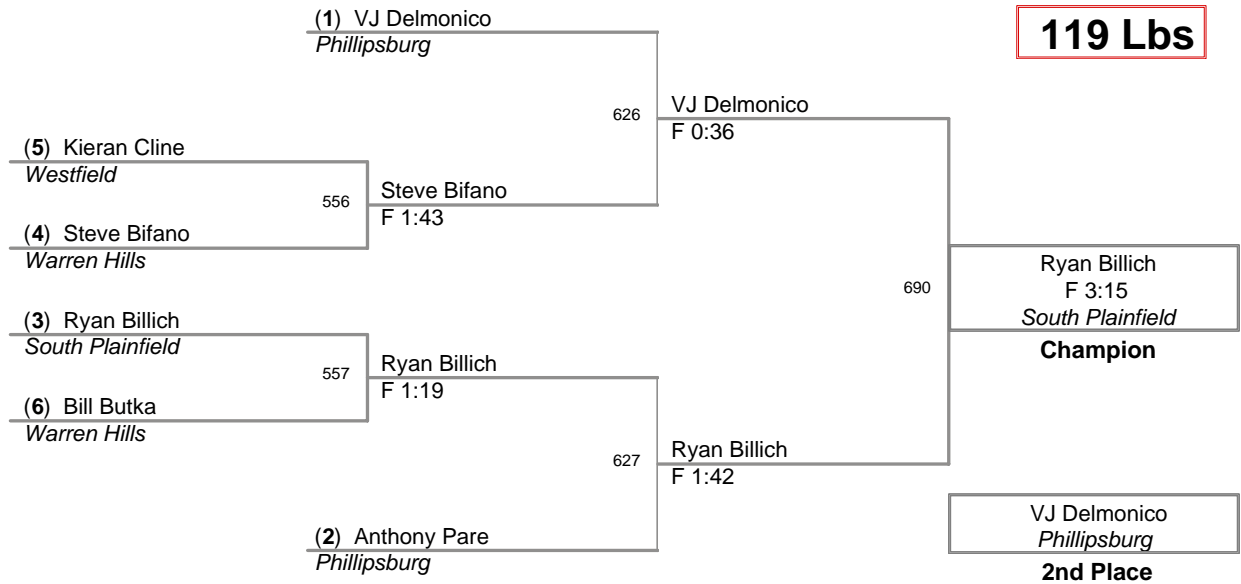 (1) VJ Delmonico
Phillipsburg
119 Lbs
626
VJ Delmonico
F 0:36
(5) Kieran Cline
Westfield
556
Steve Bifano
F 1:43
(4) Steve Bifano
Warren Hills
690
Ryan Billich
F 3:15
South Plainfield
Champion
(3) Ryan Billich
South Plainfield
557
Ryan Billich
F 1:19
(6) Bill Butka
Warren Hills
627
Ryan Billich
F 1:42
(2) Anthony Pare
Phillipsburg
VJ Delmonico
Phillipsburg
2nd Place